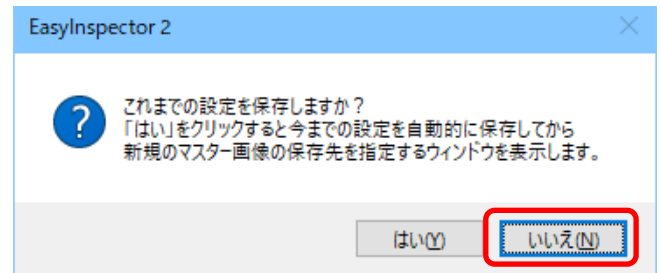 EasyInspector 2
これまでの設定を保存しますか？
「はい」をクリックすると今までの設定を自動的に保存してから
新規のマスター画像の保存先を指定するウィンドウを表示します。
はい(Y)
いいえ(N)